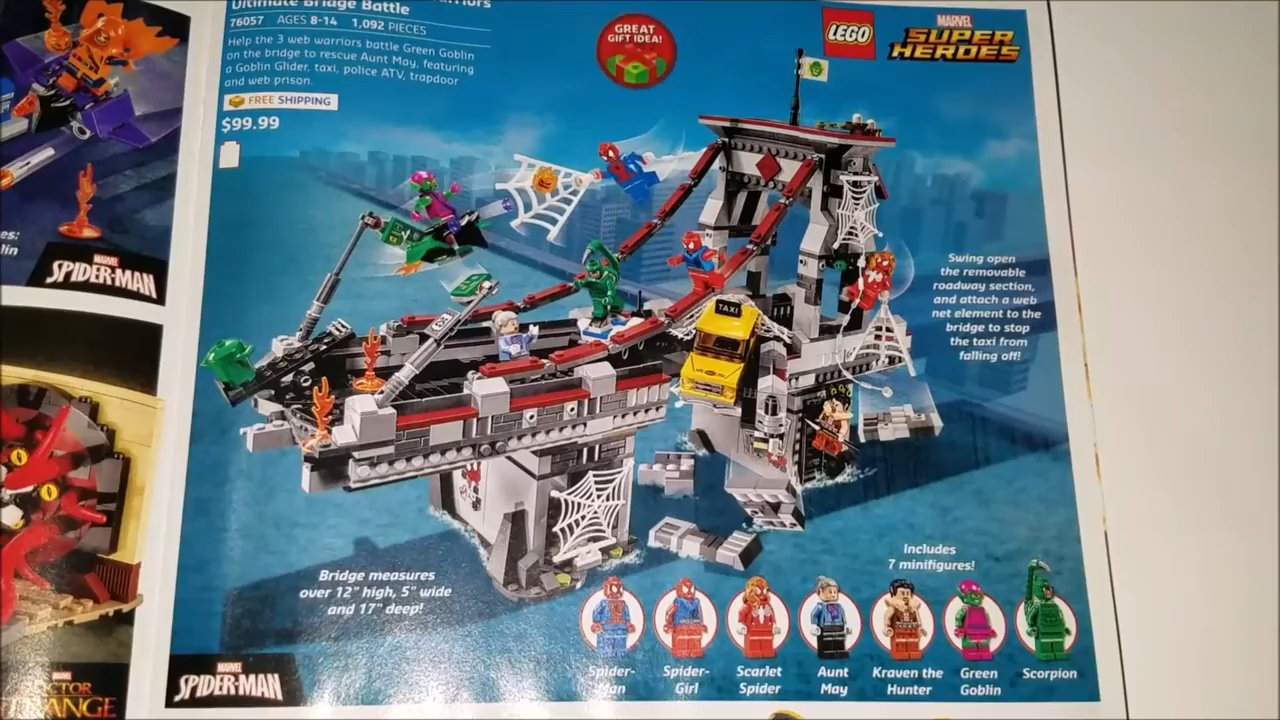 Ultimate Bridge Battle
76057 AGES 8-14 1,092 PIECES
Help the 3 web warriors battle Green Goblin
on the bridge to rescue Aunt May, featuring
a Goblin Glider, taxi, police ATV, trapdoor
and web prison.
FREE SHIPPING
$99.99
GREAT
GIFT IDEA!
LEGO
MARVEL
SUPER
HEROES
TAXI
Swing open
the removable
roadway section,
and attach a web
net element to the
bridge to stop
the taxi from
falling off!
Bridge measures
over 12" high, 5" wide
and 17" deep!
Includes
7 minifigures!
Spider-
Man
Spider-
Girl
Scarlet
Spider
Aunt
May
Kraven the
Hunter
Green
Goblin
Scorpion
MARVEL
SPIDER-MAN
MARVEL
SPIDER-MAN
MARVEL